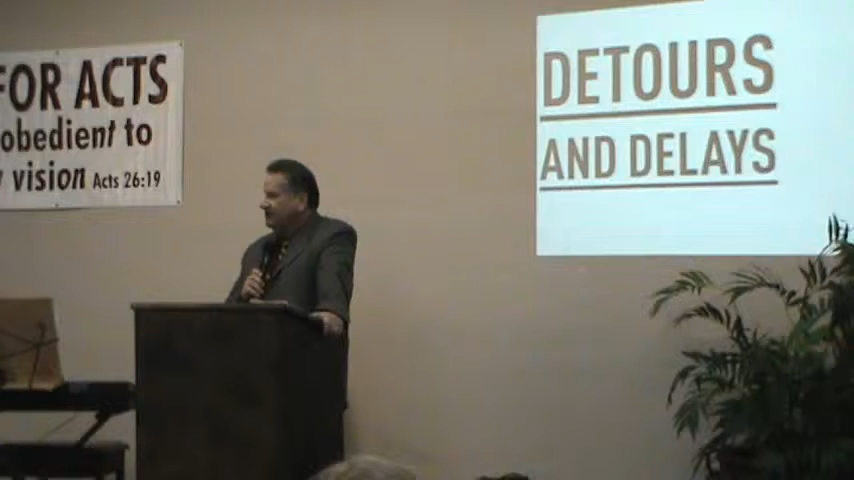 FOR ACTS
obedient to
vision Acts 26:19
DETOURS
AND DELAYS